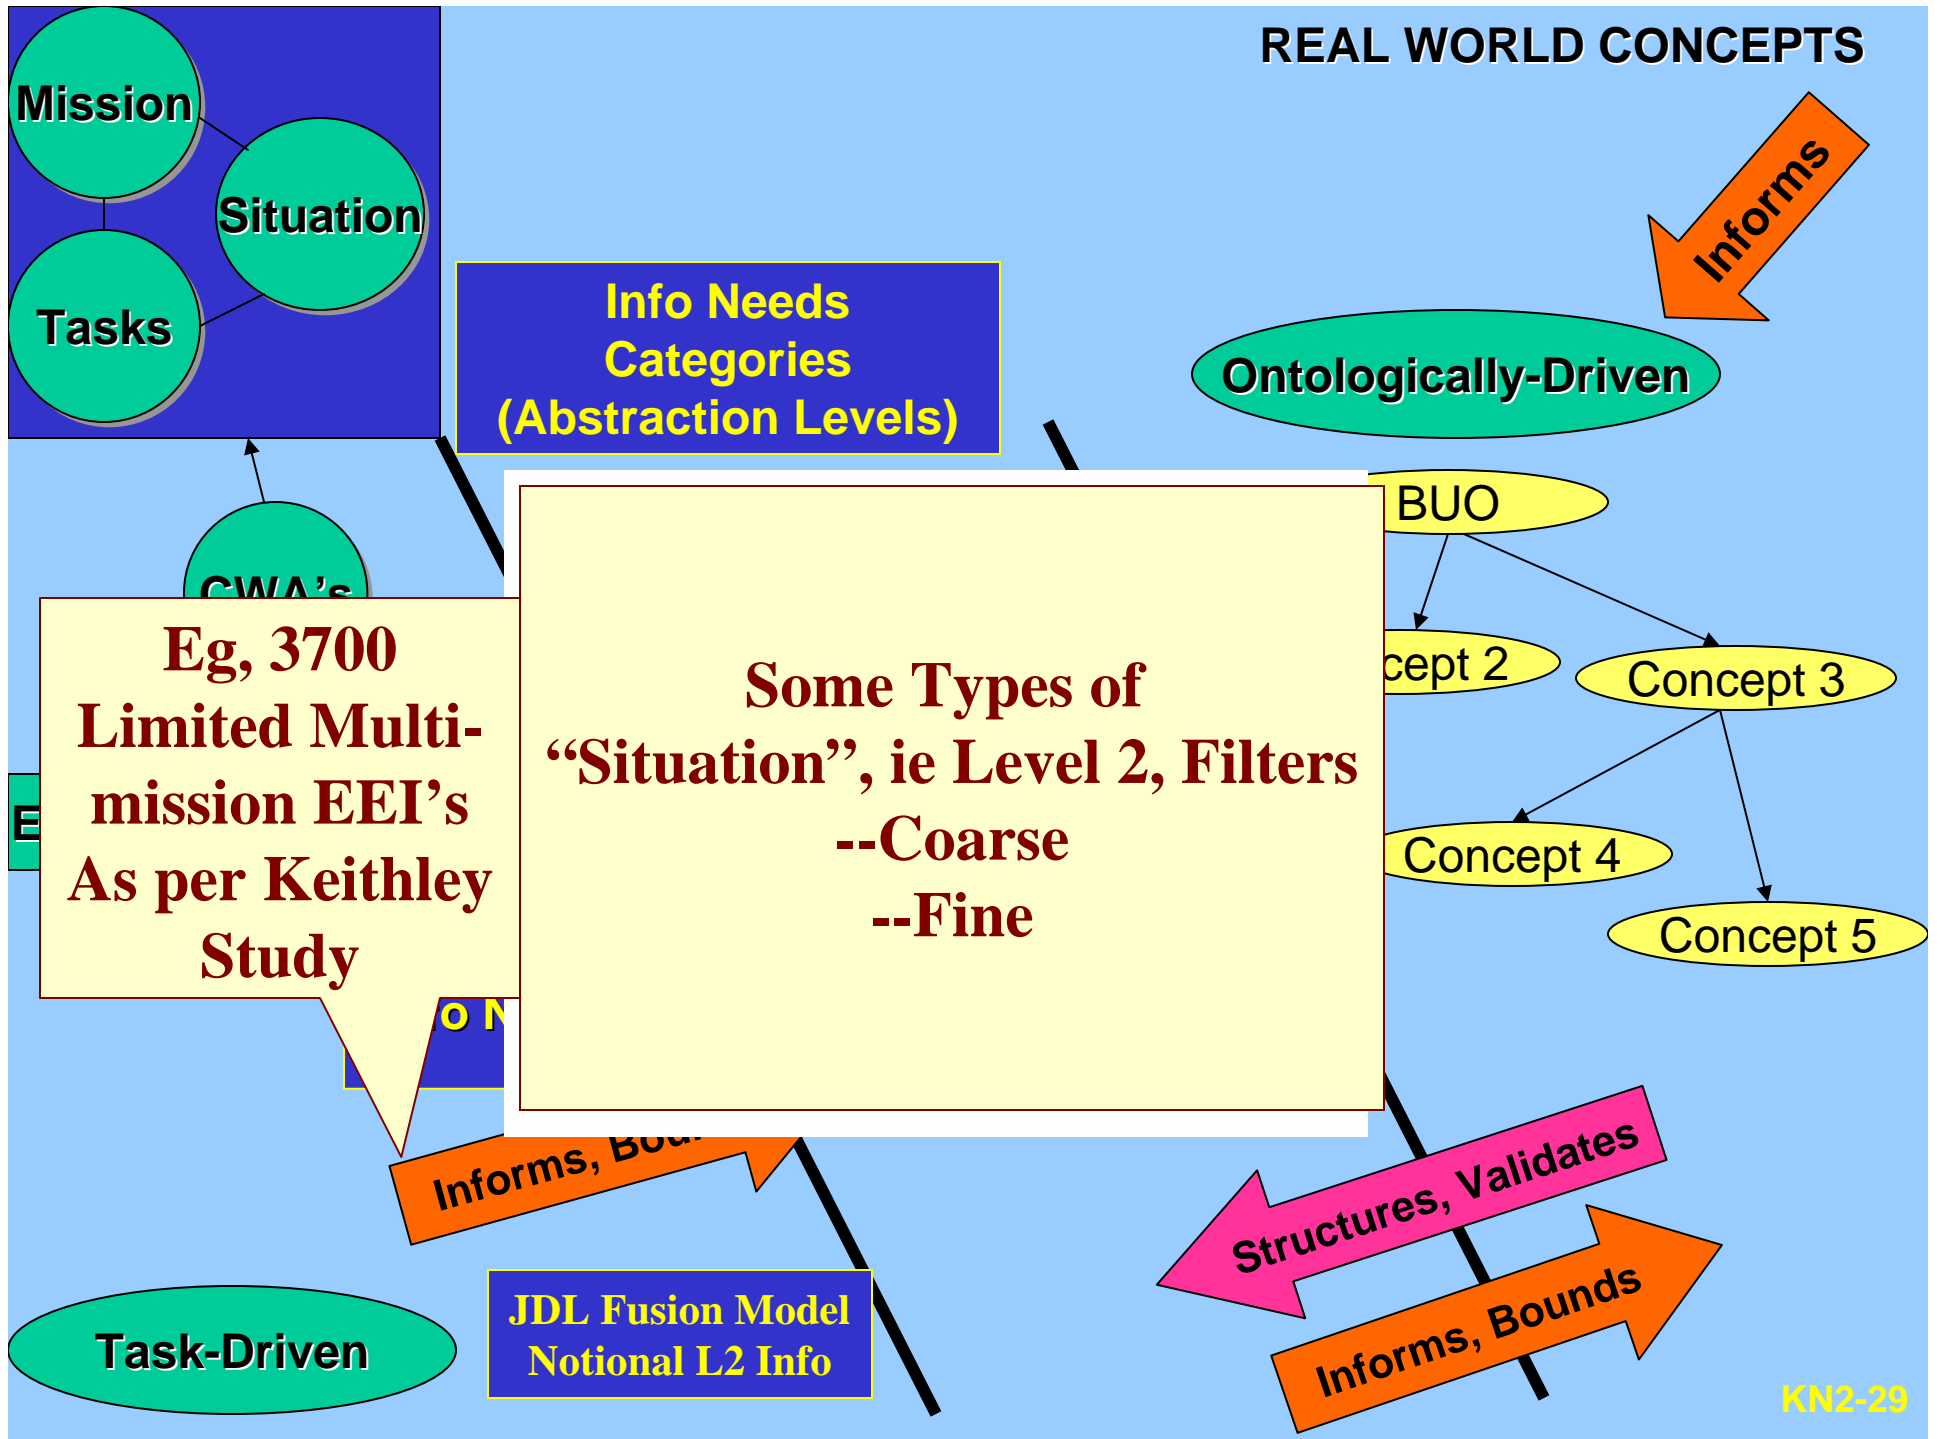 REAL WORLD CONCEPTS
Mission
Situation
Tasks
Informs
Info Needs
Categories
(Abstraction Levels)
Ontologically-Driven
BUO
CWA’s
Eg, 3700
Limited Multi-
mission EEI’s
As per Keithley
Study
Some Types of
“Situation”, ie Level 2, Filters
--Coarse
--Fine
cept 2
Concept 3
Concept 4
Concept 5
Informs,
Structures, Validates
Informs, Bounds
Task-Driven
JDL Fusion Model
Notional L2 Info
KN2-29